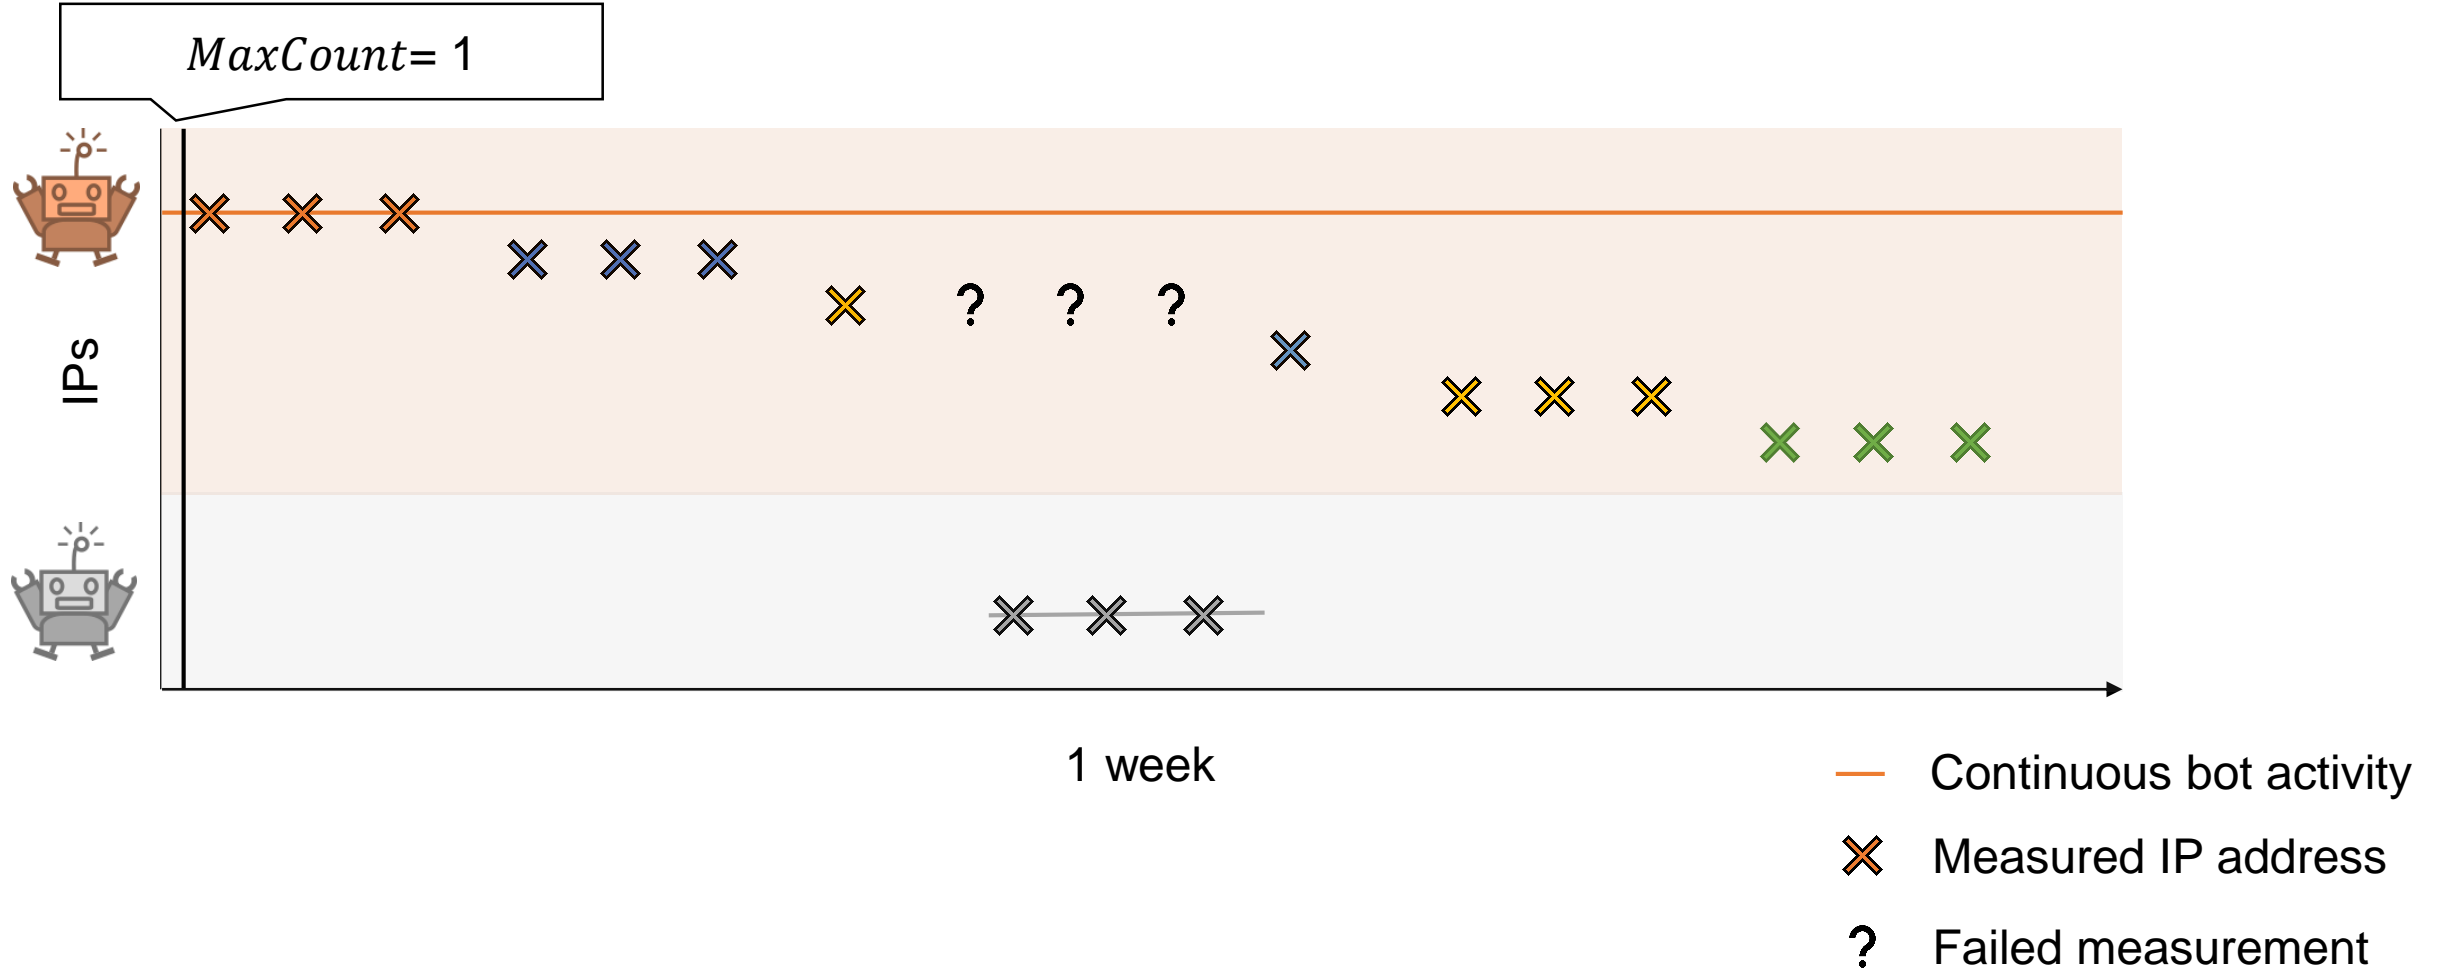 MaxCount= 1
IPs
? ? ?
1 week
Continuous bot activity
Measured IP address
? Failed measurement